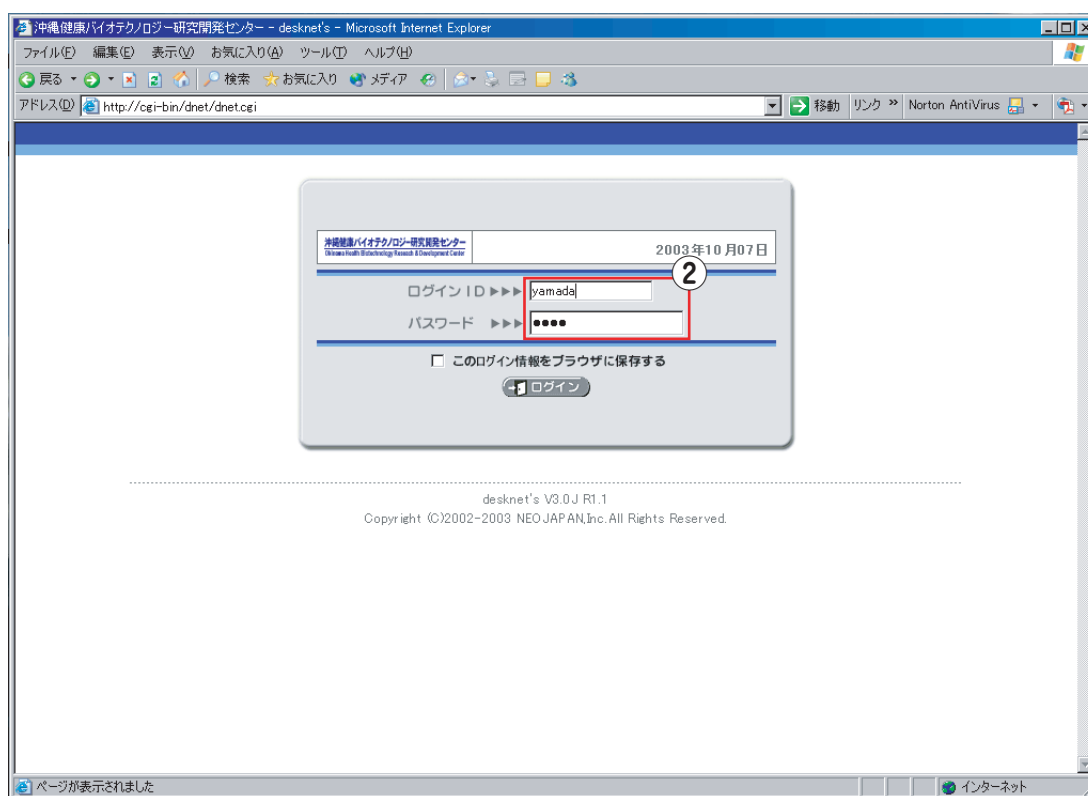 沖縄健康バイオテクノロジー研究開発センター - desknet's - Microsoft Internet Explorer
ファイル(F) 編集(E) 表示(V) お気に入り(A) ツール(T) ヘルプ(H)
戻る 検索 お気に入り メディア
アドレス(D) http://cgi-bin/dnet/dnet.cgi 移動 リンク » Norton AntiVirus
沖縄健康バイオテクノロジー研究開発センター
Okinawa Health Biotechnology Research & Development Center
2003年10月07日
②
ログインID▶▶▶ yamada
パスワード ▶▶▶ ●●●●
このログイン情報をブラウザに保存する
ログイン
desknet's V3.0J R1.1
Copyright (C)2002-2003 NEOJAPAN,Inc. All Rights Reserved.
ページが表示されました インターネット